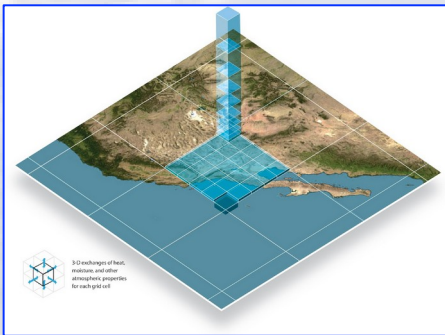 3-D exchanges of heat,
moisture, and other
atmospheric properties
for each grid cell